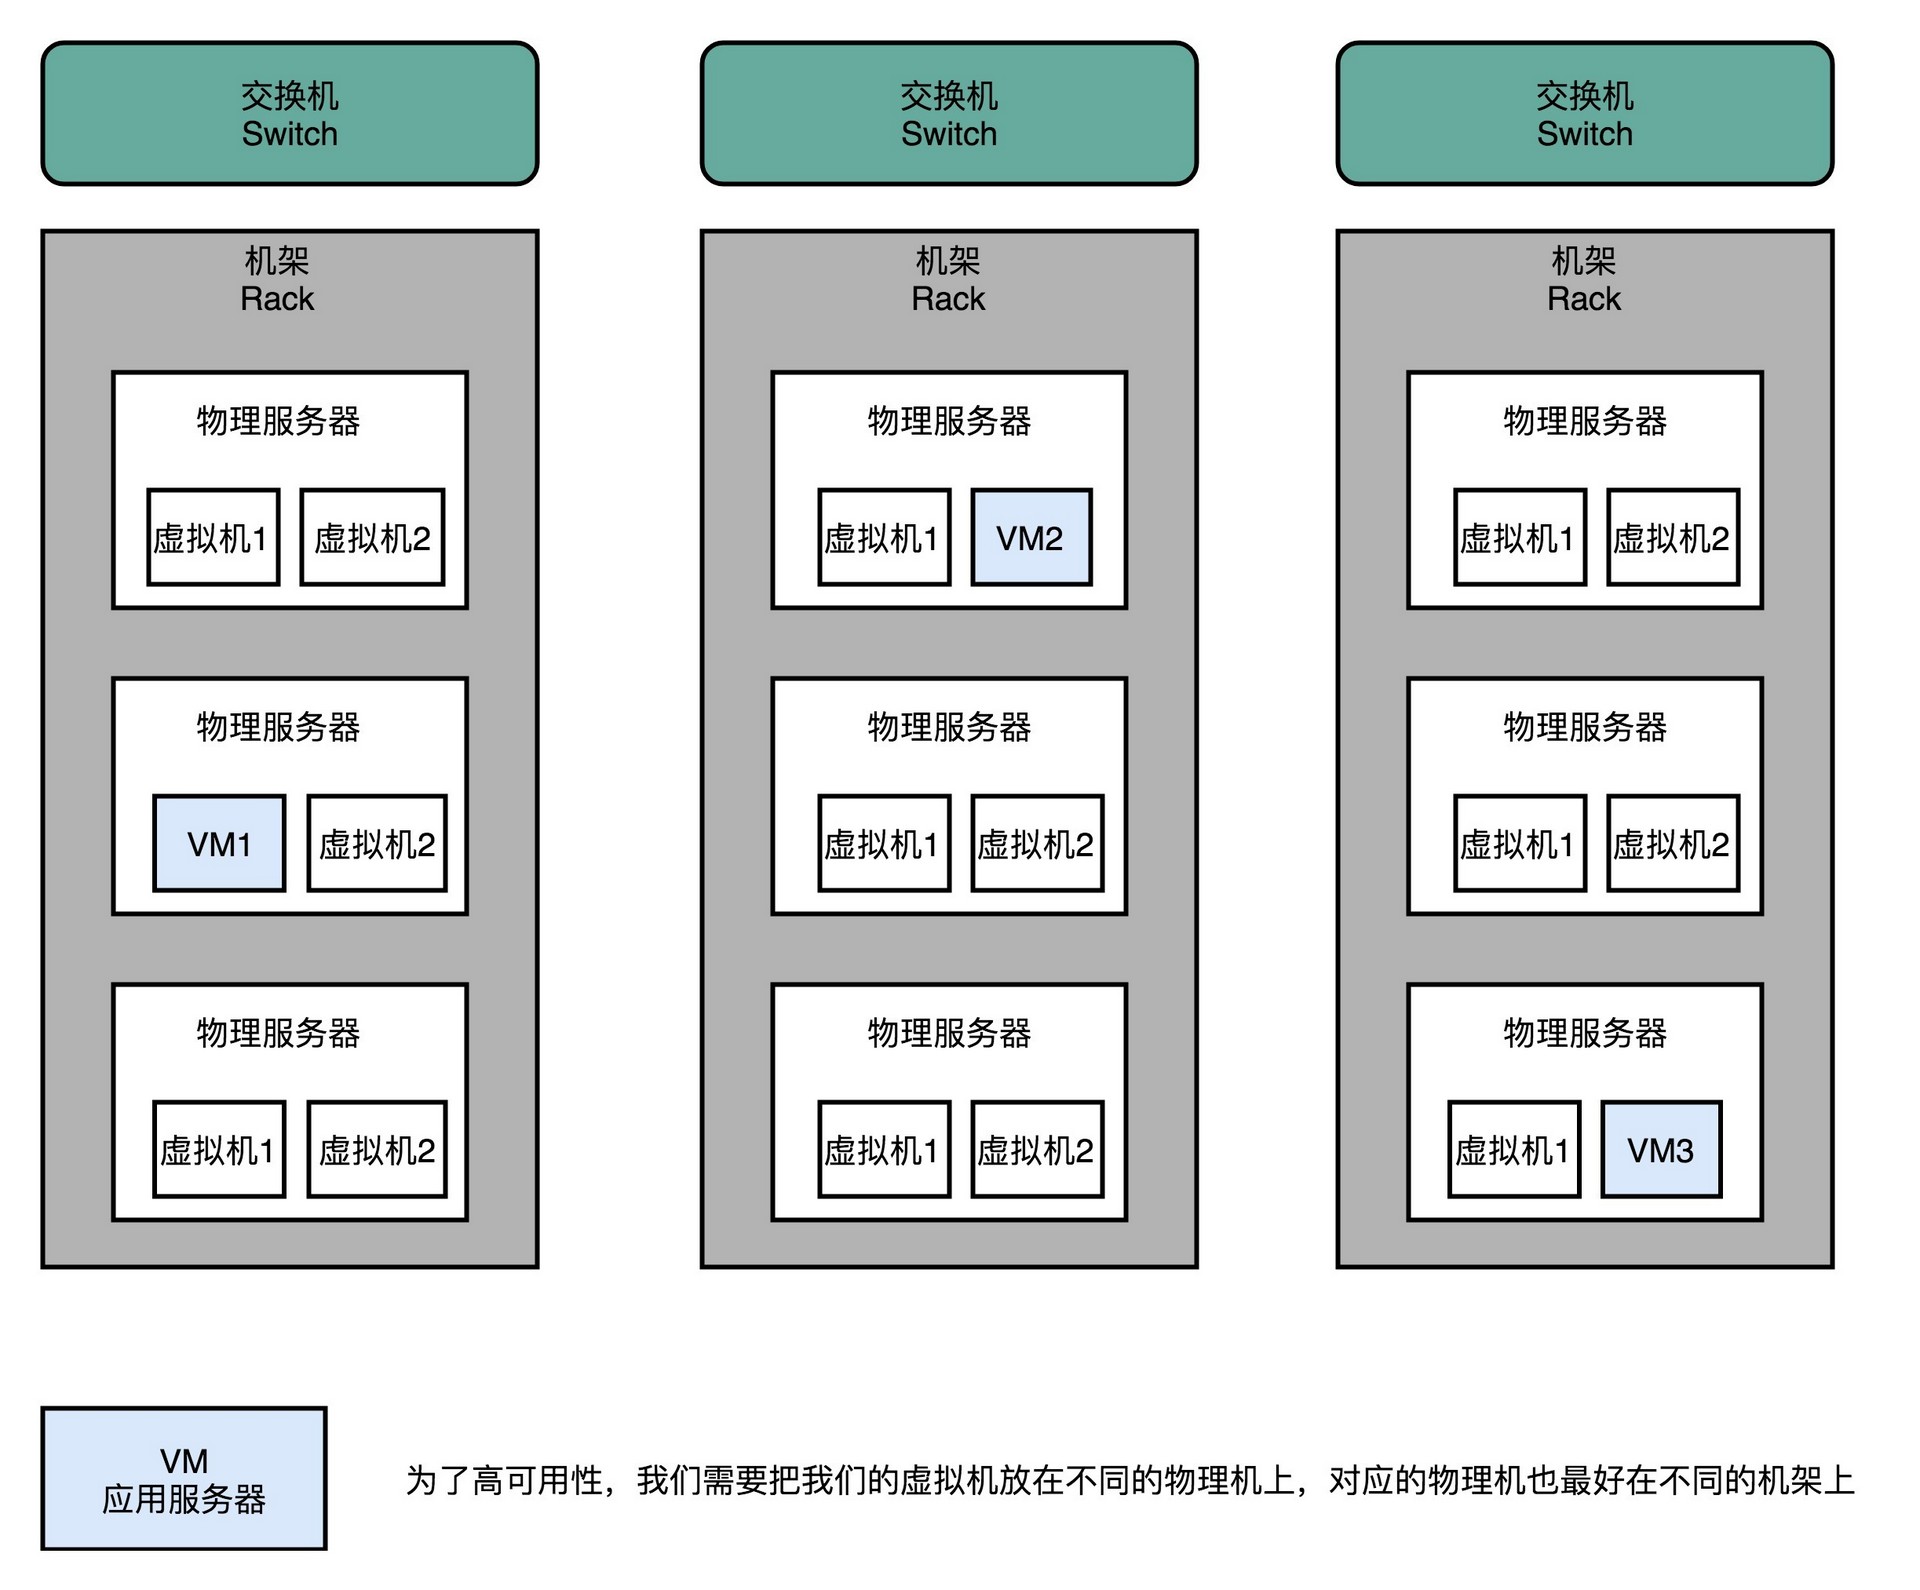 交换机
Switch
交换机
Switch
交换机
Switch
机架
Rack
机架
Rack
机架
Rack
物理服务器
物理服务器
物理服务器
虚拟机1
虚拟机2
虚拟机1
VM2
虚拟机1
虚拟机2
物理服务器
物理服务器
物理服务器
VM1
虚拟机2
虚拟机1
虚拟机2
虚拟机1
虚拟机2
物理服务器
物理服务器
物理服务器
虚拟机1
虚拟机2
虚拟机1
虚拟机2
虚拟机1
VM3
VM
应用服务器
为了高可用性，我们需要把我们的虚拟机放在不同的物理机上，对应的物理机也最好在不同的机架上